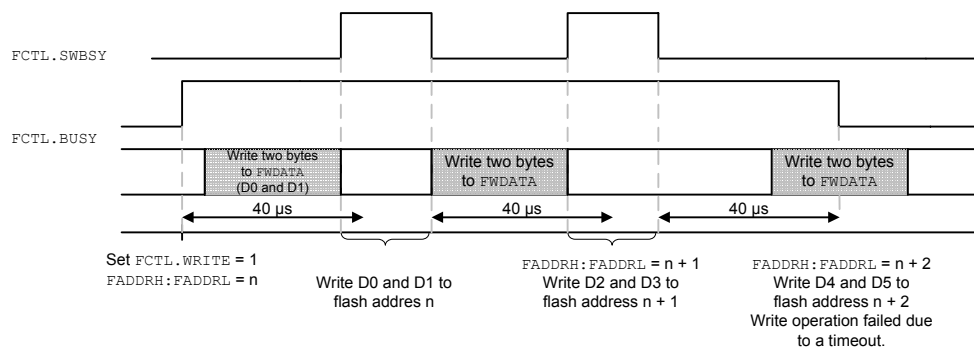 FCTL.SWBSY
FCTL.BUSY
Write two bytes
to FWDATA
(D0 and D1)
Write two bytes
to FWDATA
Write two bytes
to FWDATA
40 µs
40 µs
40 µs
Set FCTL.WRITE = 1
FADDRH:FADDRL = n
Write D0 and D1 to
flash addres n
FADDRH:FADDRL = n + 1
Write D2 and D3 to
flash address n + 1
FADDRH:FADDRL = n + 2
Write D4 and D5 to
flash address n + 2
Write operation failed due
to a timeout.